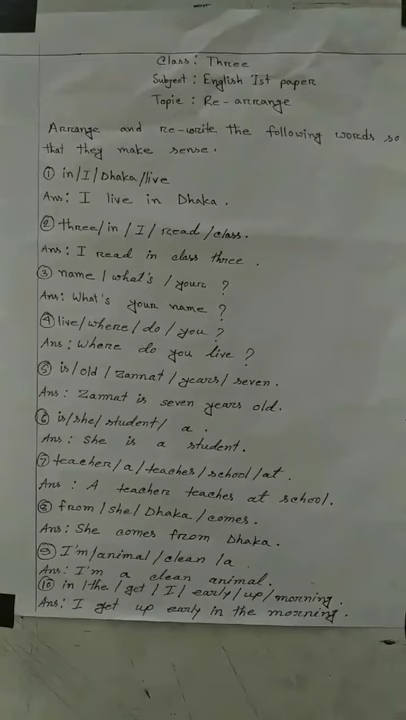 Class: Three
Subject: English Ist paper
Topic: Re-arrange
Arrange and re-write the following words so
that they make sense.
① in/I/Dhaka/live
Ans: I live in Dhaka.
② three/in/I/read/class.
Ans: I read in class three.
③ name/what's/your?
Ans: What's your name?
④ live/where/do/you?
Ans: Where do you live?
⑤ is/old/Zannat/years/seven.
Ans: Zannat is seven years old.
⑥ is/she/student/a.
Ans: She is a student.
⑦ teacher/a/teaches/school/at.
Ans: A teacher teaches at school.
⑧ from/she/Dhaka/comes.
Ans: She comes from Dhaka.
⑨ I'm/animal/clean/a
Ans: I'm a clean animal.
⑩ in/the/get/I/early/up/morning.
Ans: I get up early in the morning.